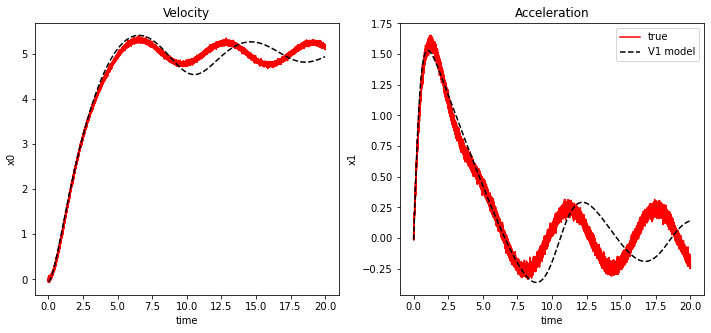 Velocity
x0
5
4
3
2
1
0
0.0 2.5 5.0 7.5 10.0 12.5 15.0 17.5 20.0
time
Acceleration
x1
1.75
1.50
1.25
1.00
0.75
0.50
0.25
0.00
−0.25
true
V1 model
0.0 2.5 5.0 7.5 10.0 12.5 15.0 17.5 20.0
time